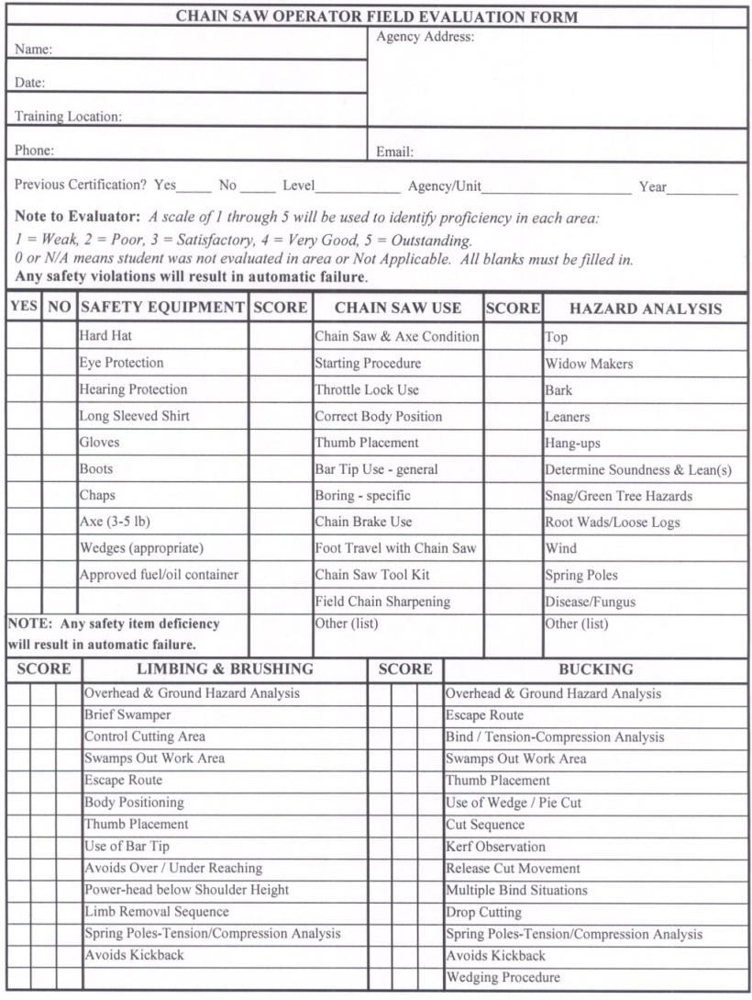 CHAIN SAW OPERATOR FIELD EVALUATION FORM
Name:
Agency Address:
Date:
Training Location:
Phone:
Email:
Previous Certification? Yes_____ No _____ Level____________ Agency/Unit_____________________ Year__________
Note to Evaluator: A scale of 1 through 5 will be used to identify proficiency in each area:
1 = Weak, 2 = Poor, 3 = Satisfactory, 4 = Very Good, 5 = Outstanding.
0 or N/A means student was not evaluated in area or Not Applicable. All blanks must be filled in.
Any safety violations will result in automatic failure.
YES NO SAFETY EQUIPMENT SCORE CHAIN SAW USE SCORE HAZARD ANALYSIS
Hard Hat Chain Saw & Axe Condition Top
Eye Protection Starting Procedure Widow Makers
Hearing Protection Throttle Lock Use Bark
Long Sleeved Shirt Correct Body Position Leaners
Gloves Thumb Placement Hang-ups
Boots Bar Tip Use - general Determine Soundness & Lean(s)
Chaps Boring - specific Snag/Green Tree Hazards
Axe (3-5 lb) Chain Brake Use Root Wads/Loose Logs
Wedges (appropriate) Foot Travel with Chain Saw Wind
Approved fuel/oil container Chain Saw Tool Kit Spring Poles
Field Chain Sharpening Disease/Fungus
NOTE: Any safety item deficiency Other (list) Other (list)
will result in automatic failure.
SCORE LIMBING & BRUSHING SCORE BUCKING
Overhead & Ground Hazard Analysis Overhead & Ground Hazard Analysis
Brief Swamper Escape Route
Control Cutting Area Bind / Tension-Compression Analysis
Swamps Out Work Area Swamps Out Work Area
Escape Route Thumb Placement
Body Positioning Use of Wedge / Pie Cut
Thumb Placement Cut Sequence
Use of Bar Tip Kerf Observation
Avoids Over / Under Reaching Release Cut Movement
Power-head below Shoulder Height Multiple Bind Situations
Limb Removal Sequence Drop Cutting
Spring Poles-Tension/Compression Analysis Spring Poles-Tension/Compression Analysis
Avoids Kickback Avoids Kickback
Wedging Procedure